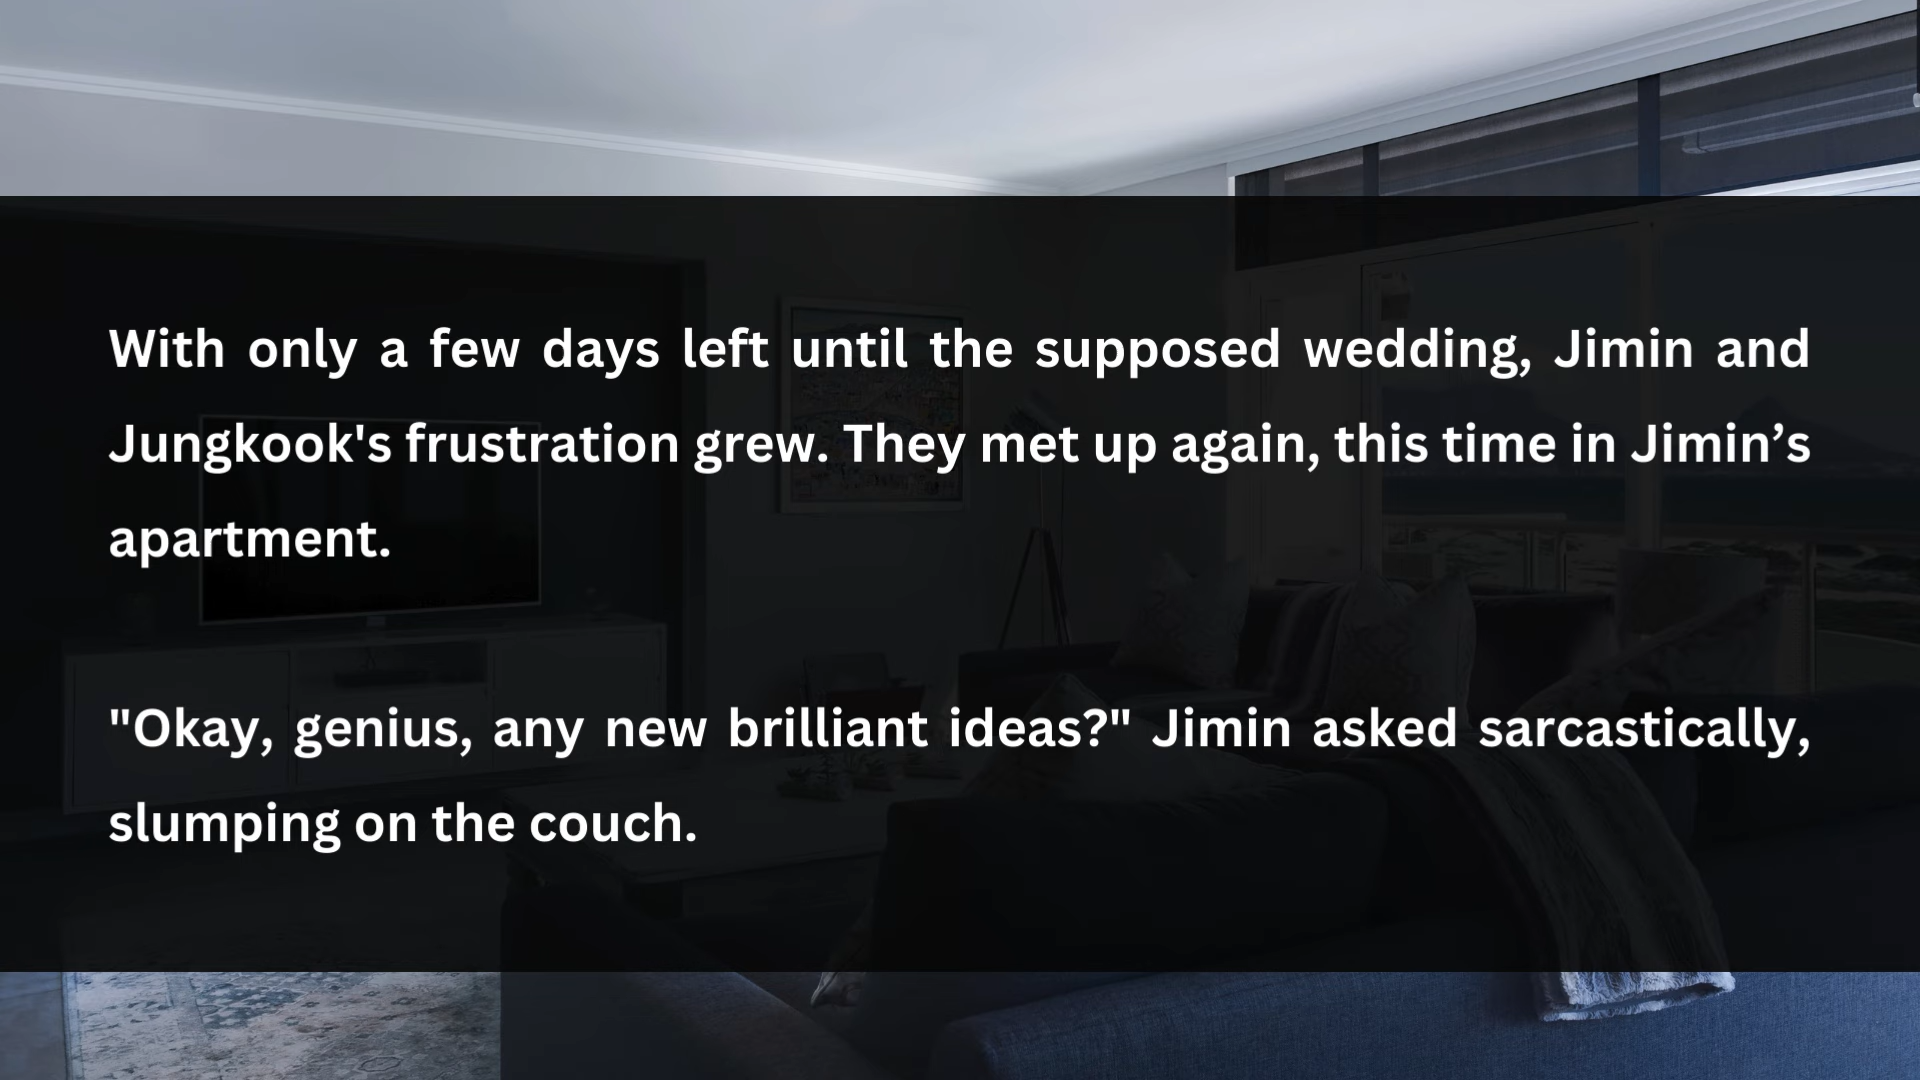 With only a few days left until the supposed wedding, Jimin and
Jungkook's frustration grew. They met up again, this time in Jimin’s
apartment.
"Okay, genius, any new brilliant ideas?" Jimin asked sarcastically,
slumping on the couch.